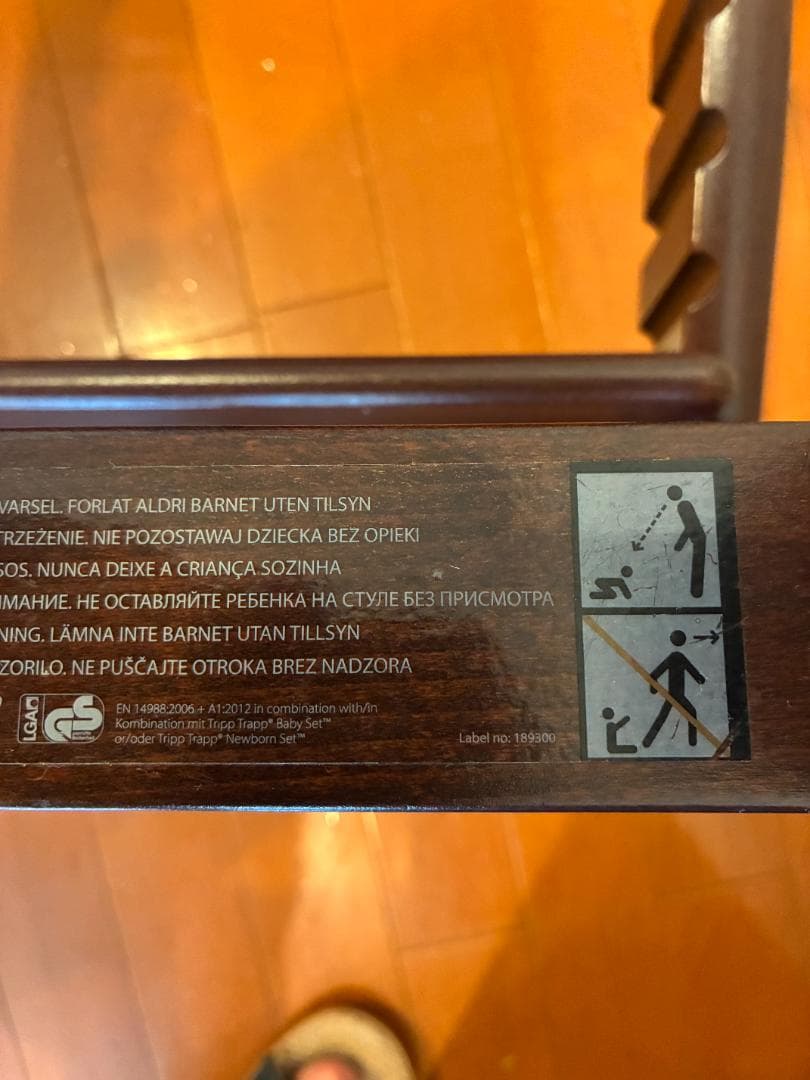 VARSEL. FORLAT ALDRI BARNET UTEN TILSYN
TRZEŻENIE. NIE POZOSTAWAJ DZIECKA BEZ OPIEKI
SOS. NUNCA DEIXE A CRIANÇA SOZINHA
ИМАНИЕ. НЕ ОСТАВЛЯЙТЕ РЕБЕНКА НА СТУЛЕ БЕЗ ПРИСМОТРА
NING. LÄMNA INTE BARNET UTAN TILLSYN
ZORILO. NE PUŠČAJTE OTROKA BREZ NADZORA
LGA GS
EN 14988:2006 + A1:2012 in combination with/in
Kombination mit Tripp Trapp® Baby Set™
or/oder Tripp Trapp® Newborn Set™
Label no: 189300